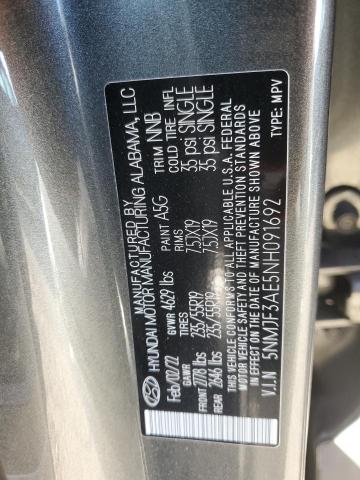 MANUFACTURED BY
HYUNDAI MOTOR MANUFACTURING ALABAMA, LLC
Feb/02/22 GVWR 4629 lbs PAINT A5G TRIM NNB
GAWR RIMS COLD TIRE INFL
FRONT 2778 lbs 235/55R19 7.5JX19 35 psi SINGLE
REAR 2646 lbs 235/55R19 7.5JX19 35 psi SINGLE
THIS VEHICLE CONFORMS TO ALL APPLICABLE U.S.A. FEDERAL
MOTOR VEHICLE SAFETY AND THEFT PREVENTION STANDARDS
IN EFFECT ON THE DATE OF MANUFACTURE SHOWN ABOVE
V.I.N 5NMJF3AE5NH091692 TYPE: MPV